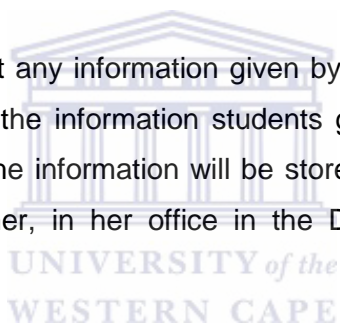 t any information given by
the information students g
ne information will be store
er, in her office in the D
UNIVERSITY of the
WESTERN CAPE